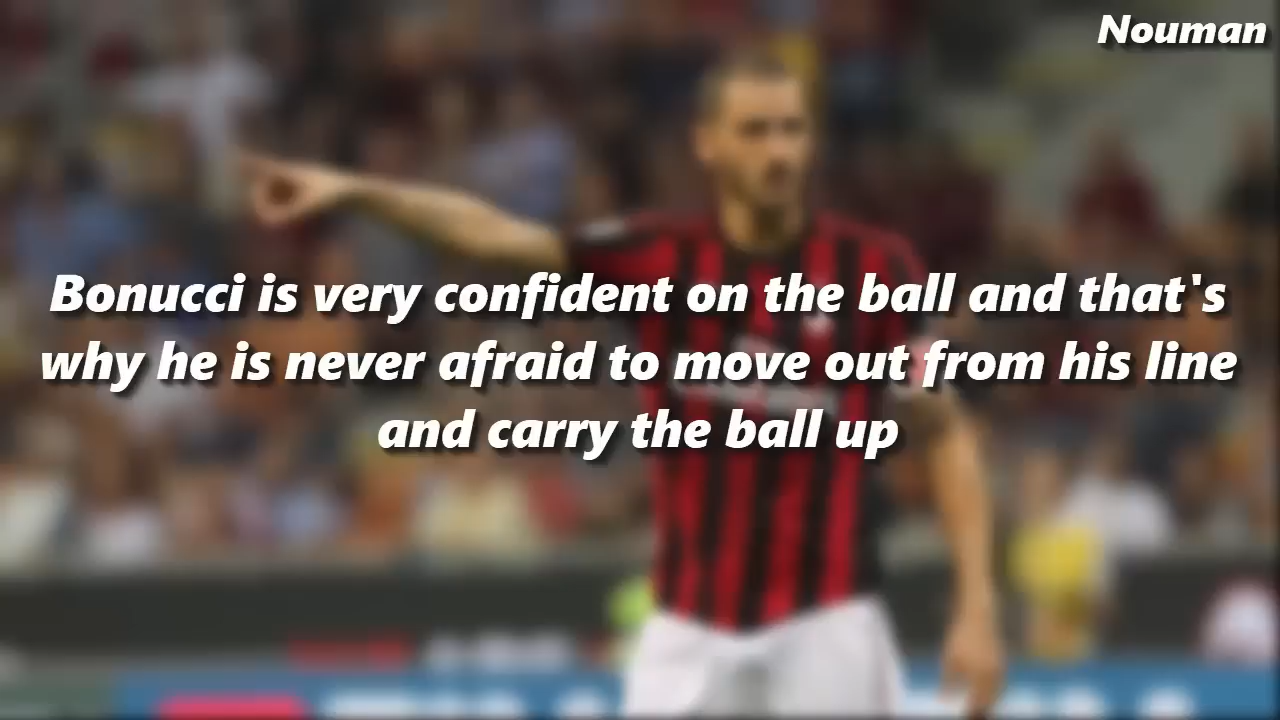 Nouman
Bonucci is very confident on the ball and that's
why he is never afraid to move out from his line
and carry the ball up